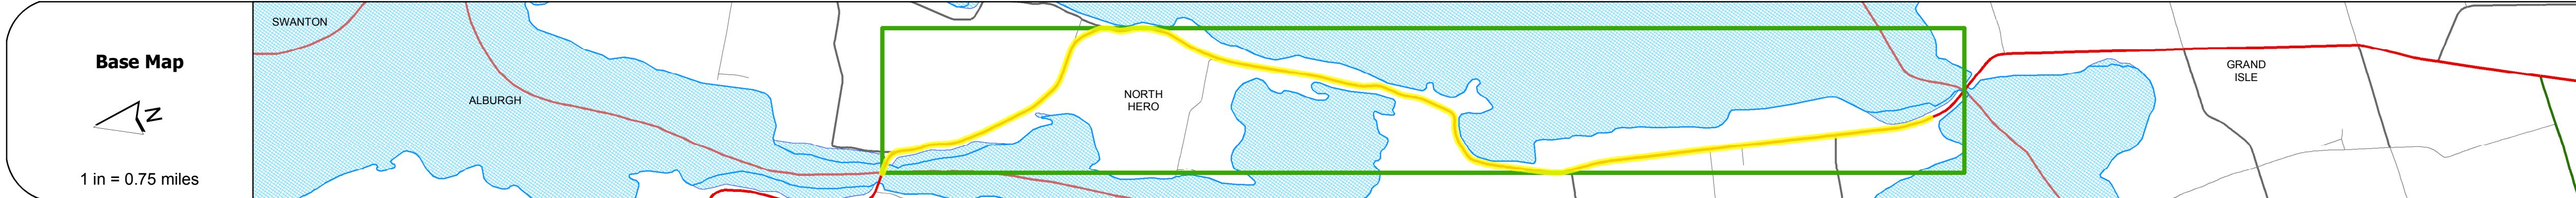 Base Map
N
1 in = 0.75 miles
SWANTON
ALBURGH
NORTH
HERO
GRAND
ISLE